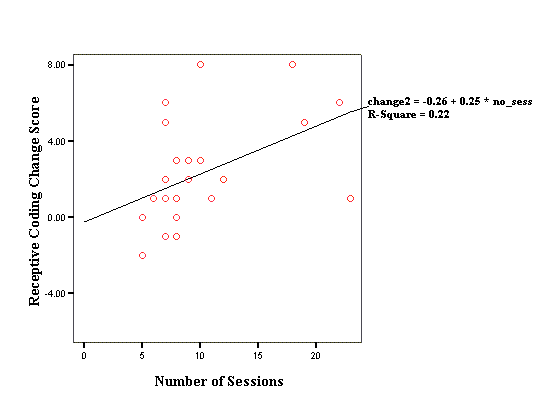 8.00
4.00
0.00
-4.00
Receptive Coding Change Score
change2 = -0.26 + 0.25 * no_sess
R-Square = 0.22
0 5 10 15 20
Number of Sessions